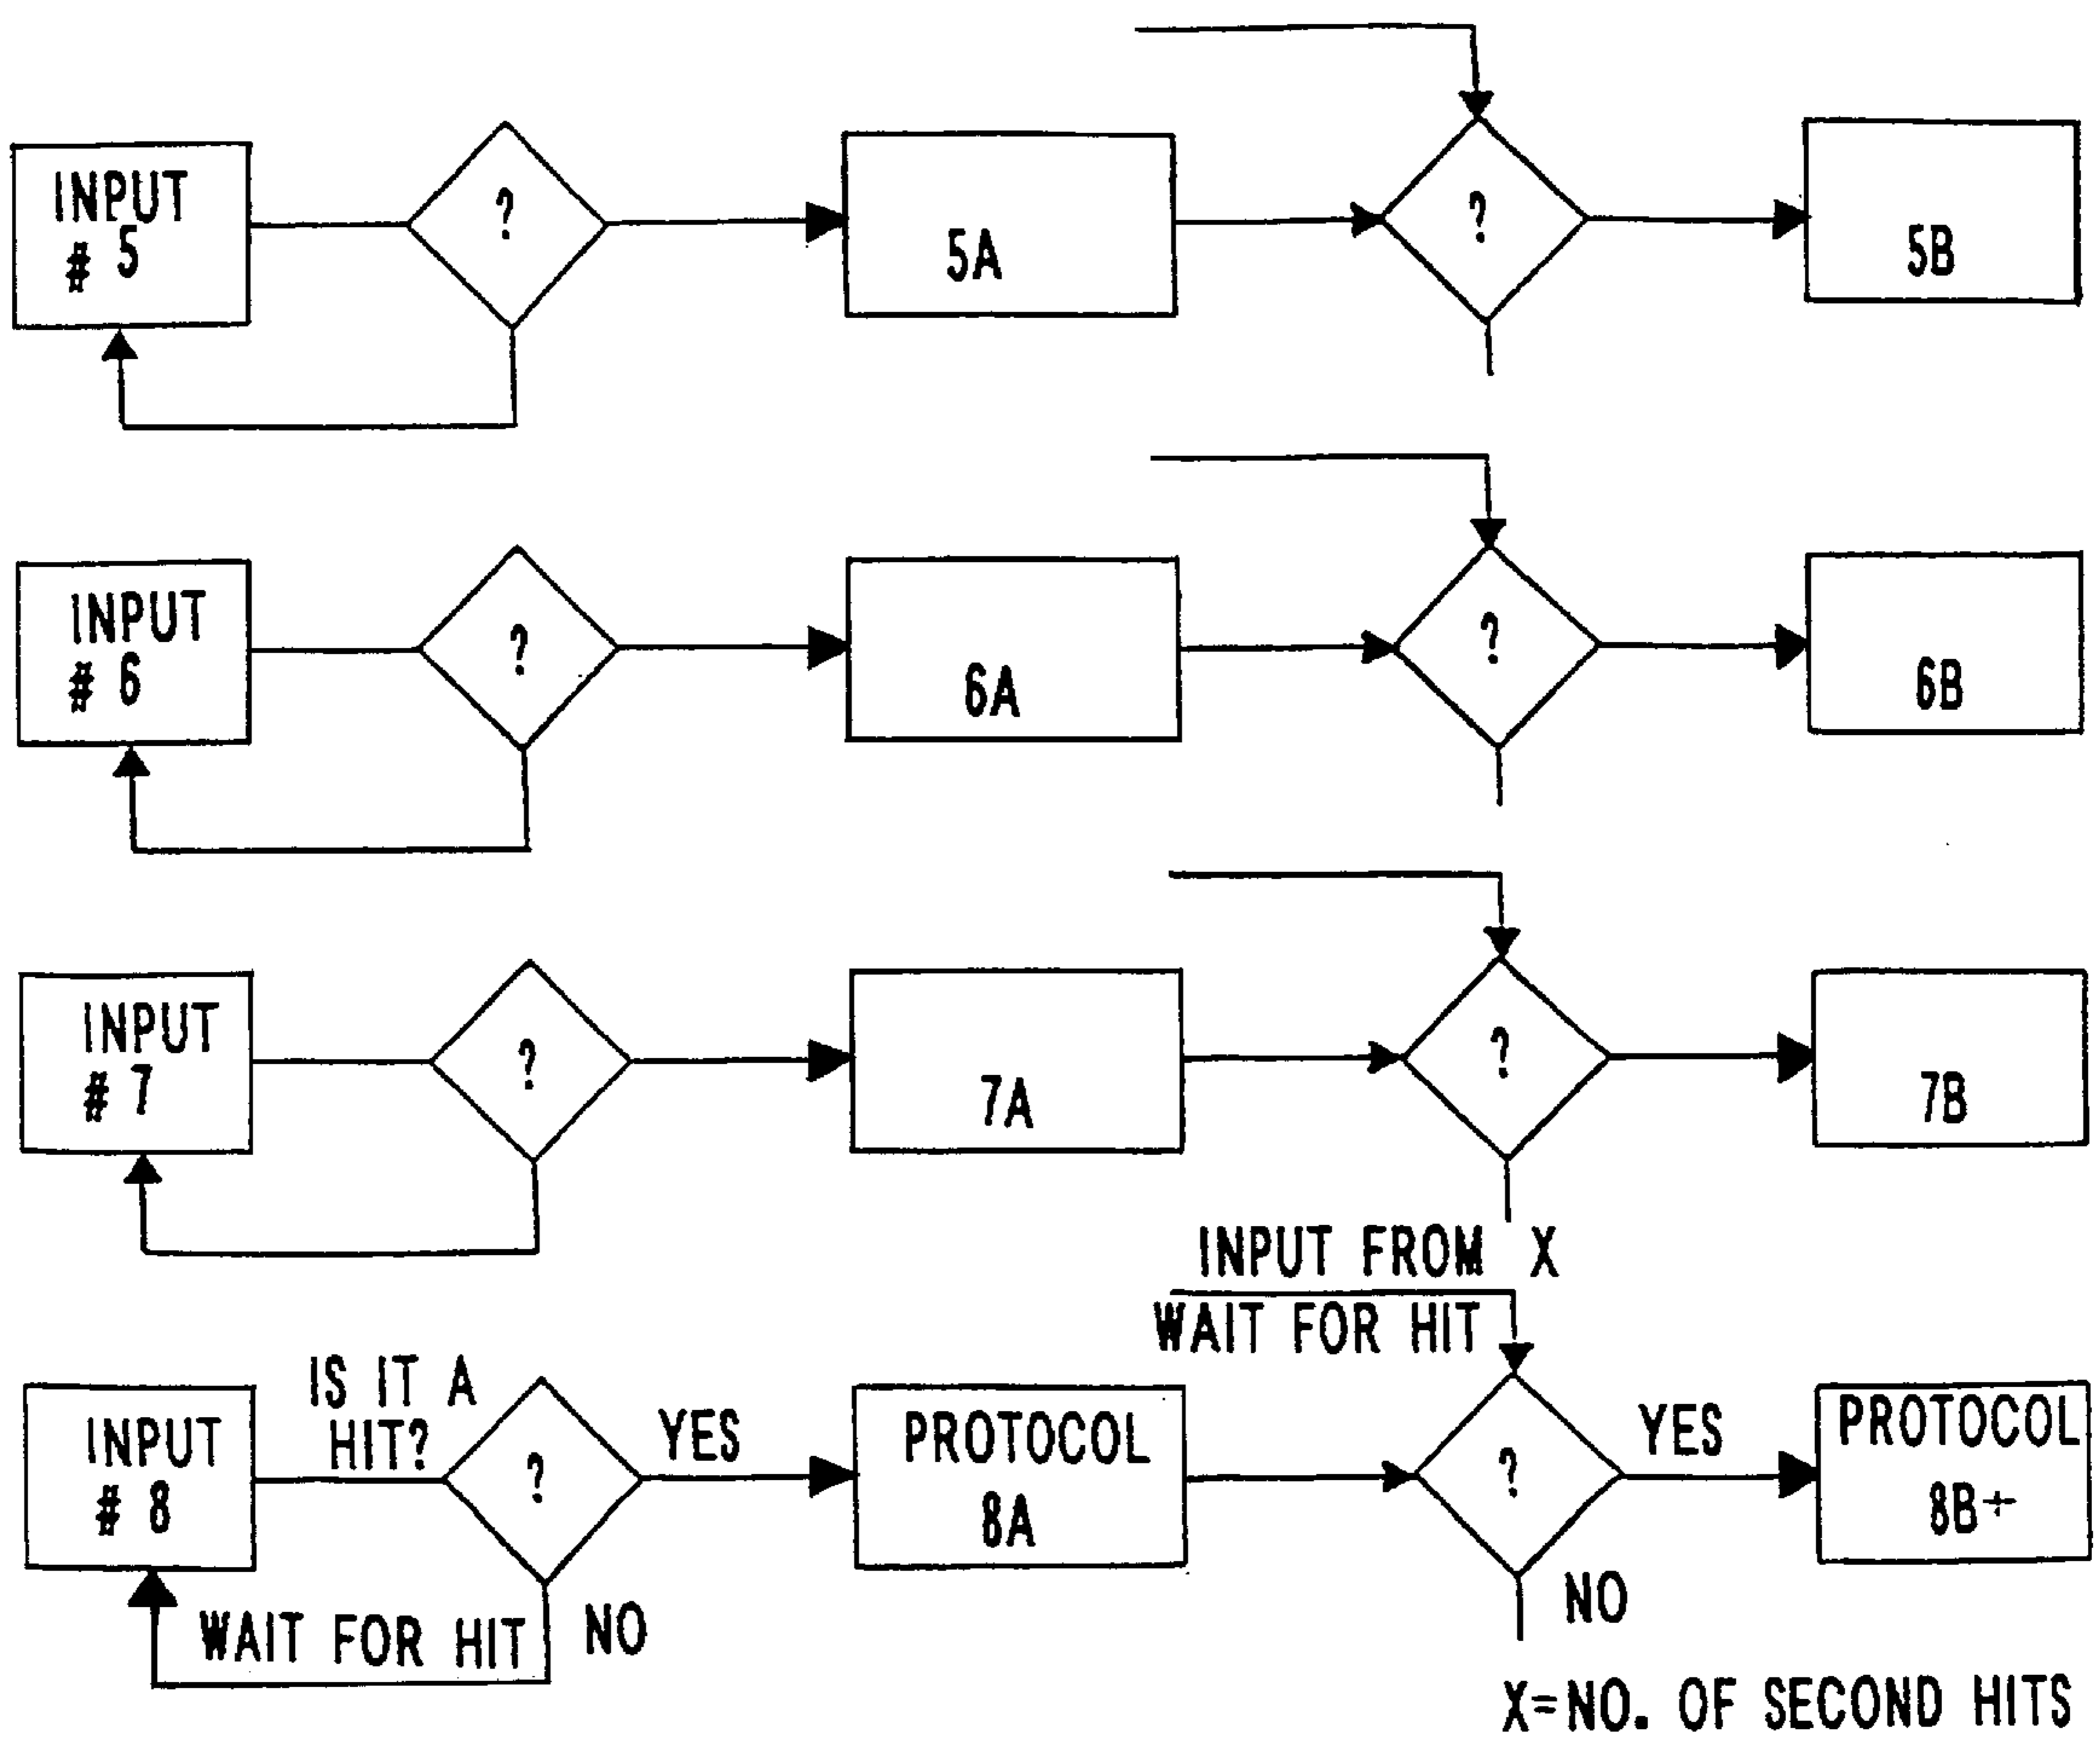 INPUT
# 5
?
5A
?
5B
INPUT
# 6
?
6A
?
6B
INPUT
# 7
?
7A
?
7B
INPUT FROM X
WAIT FOR HIT
INPUT
# 8
IS IT A
HIT?
?
YES
PROTOCOL
8A
?
YES
PROTOCOL
8B+
WAIT FOR HIT
NO
NO
X=NO. OF SECOND HITS